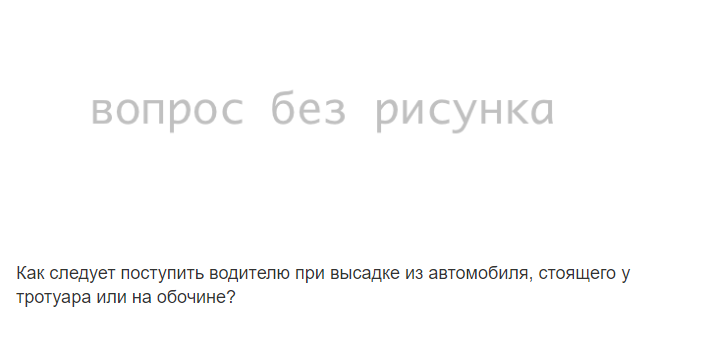 вопрос без рисунка
Как следует поступить водителю при высадке из автомобиля, стоящего у
тротуара или на обочине?